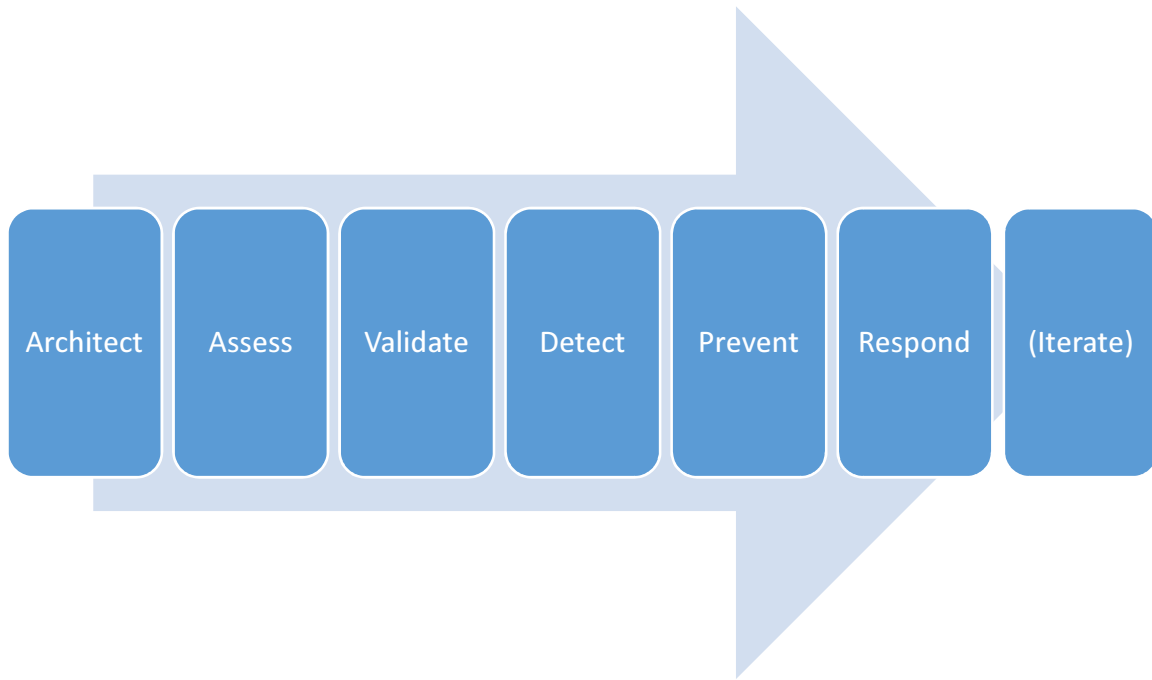 Architect
Assess
Validate
Detect
Prevent
Respond
(Iterate)